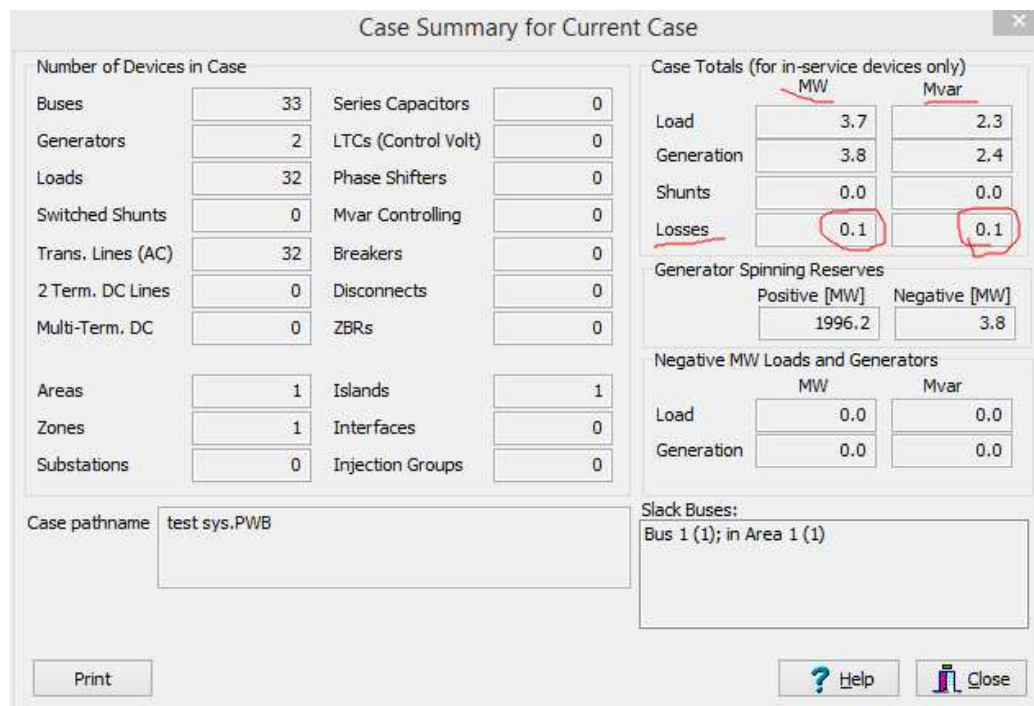 Case Summary for Current Case
Number of Devices in Case
Buses 33 Series Capacitors 0
Generators 2 LTCs (Control Volt) 0
Loads 32 Phase Shifters 0
Switched Shunts 0 Mvar Controlling 0
Trans. Lines (AC) 32 Breakers 0
2 Term. DC Lines 0 Disconnects 0
Multi-Term. DC 0 ZBRs 0
Areas 1 Islands 1
Zones 1 Interfaces 0
Substations 0 Injection Groups 0
Case pathname test sys.PWB
Case Totals (for in-service devices only)
MW Mvar
Load 3.7 2.3
Generation 3.8 2.4
Shunts 0.0 0.0
Losses 0.1 0.1
Generator Spinning Reserves
Positive [MW] Negative [MW]
1996.2 3.8
Negative MW Loads and Generators
MW Mvar
Load 0.0 0.0
Generation 0.0 0.0
Slack Buses:
Bus 1 (1); in Area 1 (1)
Print ? Help Close